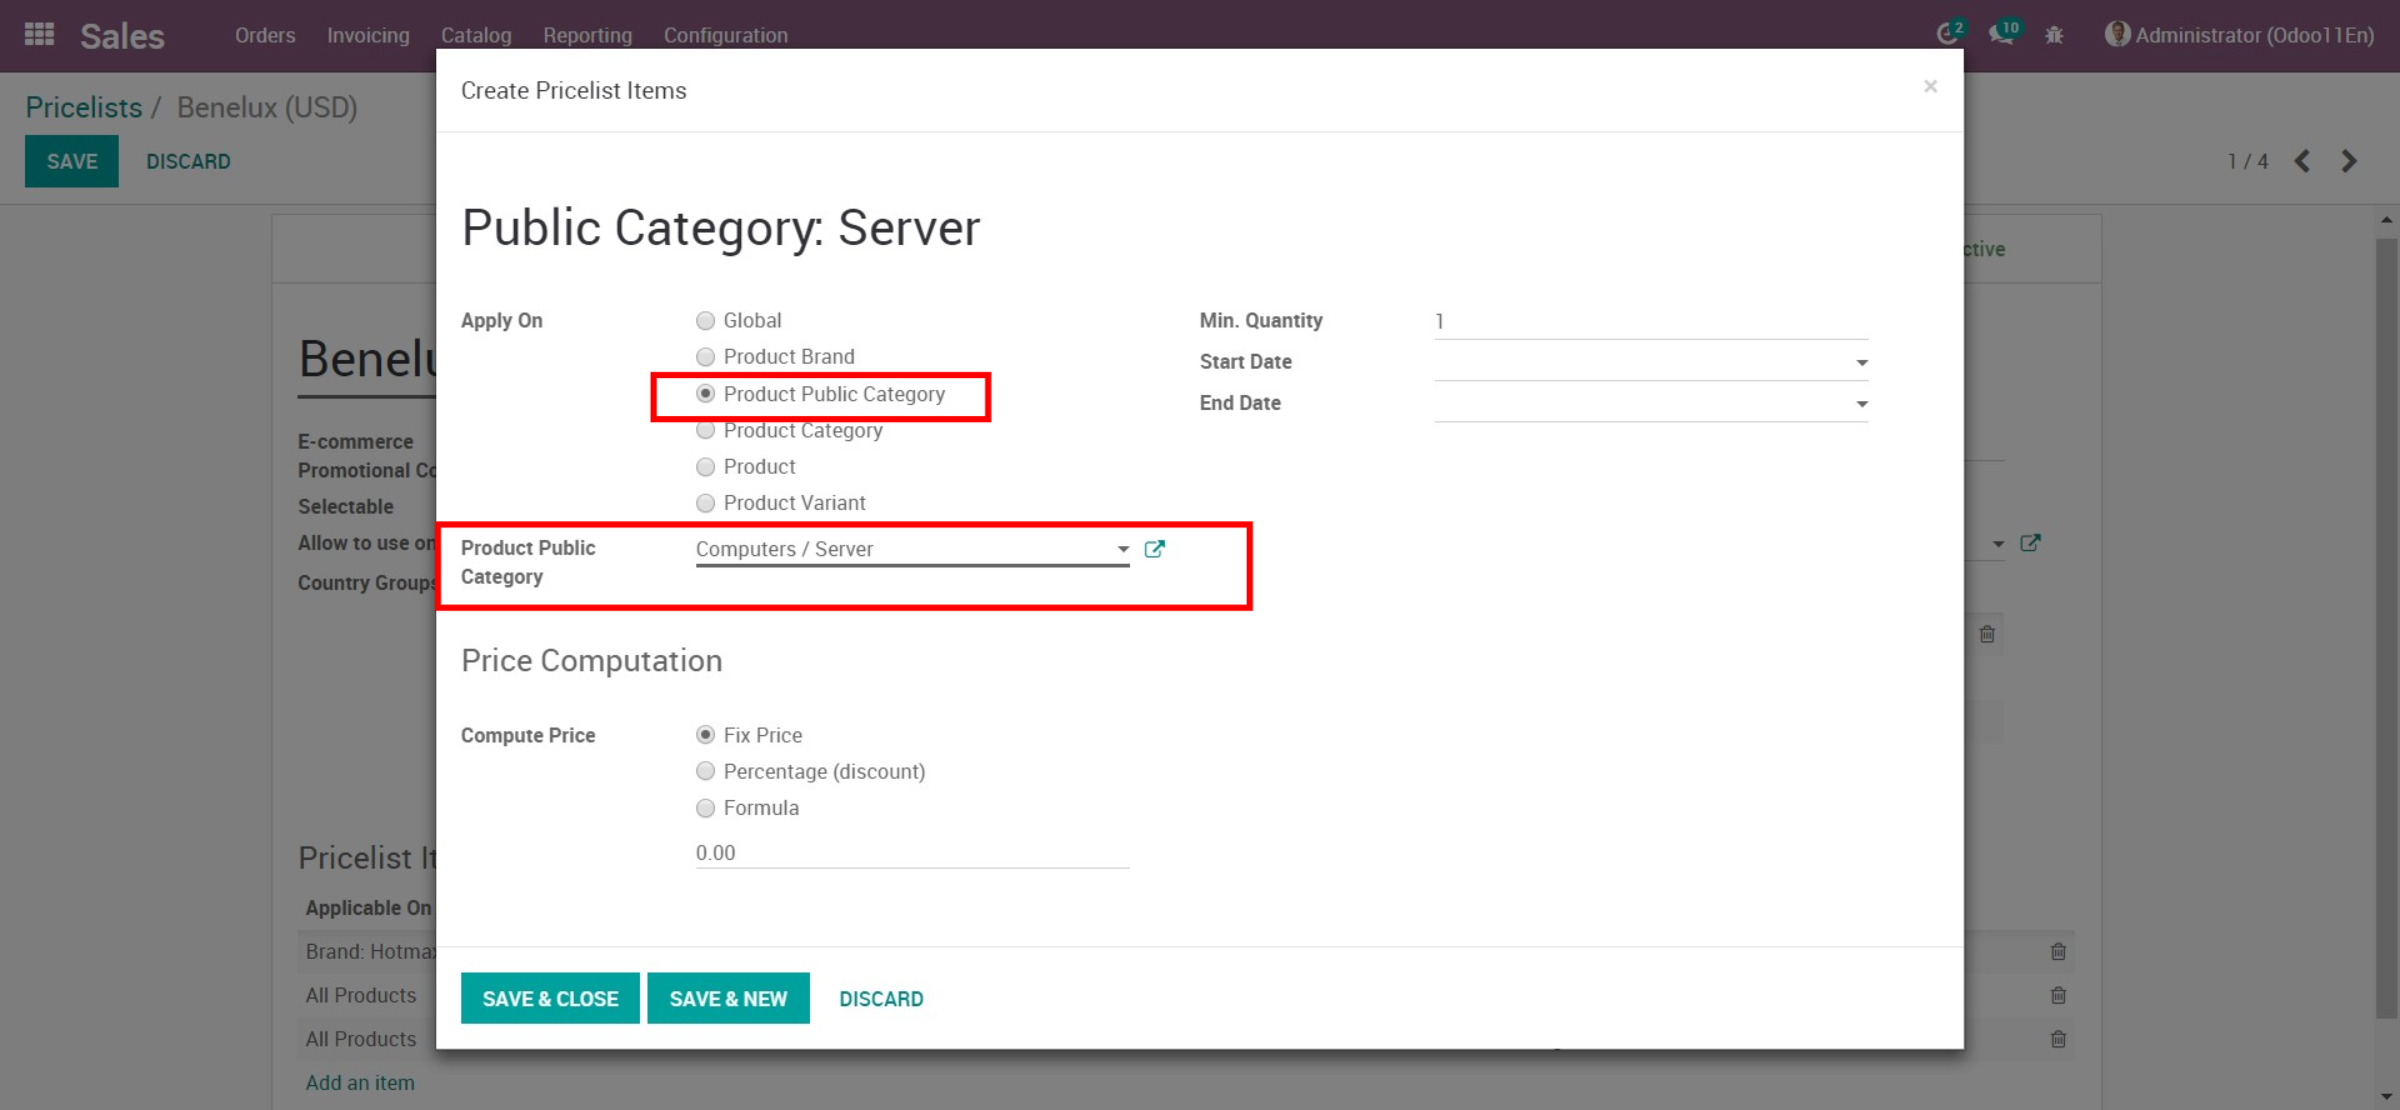 Sales Orders Invoicing Catalog Reporting Configuration 2 10 Administrator (Odoo11En)
Create Pricelist Items ×
Pricelists / Benelux (USD)
SAVE DISCARD 1 / 4
Public Category: Server
ctive
Apply On Global Min. Quantity 1
Product Brand Start Date
Product Public Category End Date
Product Category
Product
Product Variant
Benelu
E-commerce
Promotional Co
Selectable
Allow to use on
Country Groups
Product Public Computers / Server
Category
Price Computation
Compute Price Fix Price
Percentage (discount)
Formula
0.00
Pricelist It
Applicable On
Brand: Hotmax
All Products
All Products
Add an item
SAVE & CLOSE SAVE & NEW DISCARD